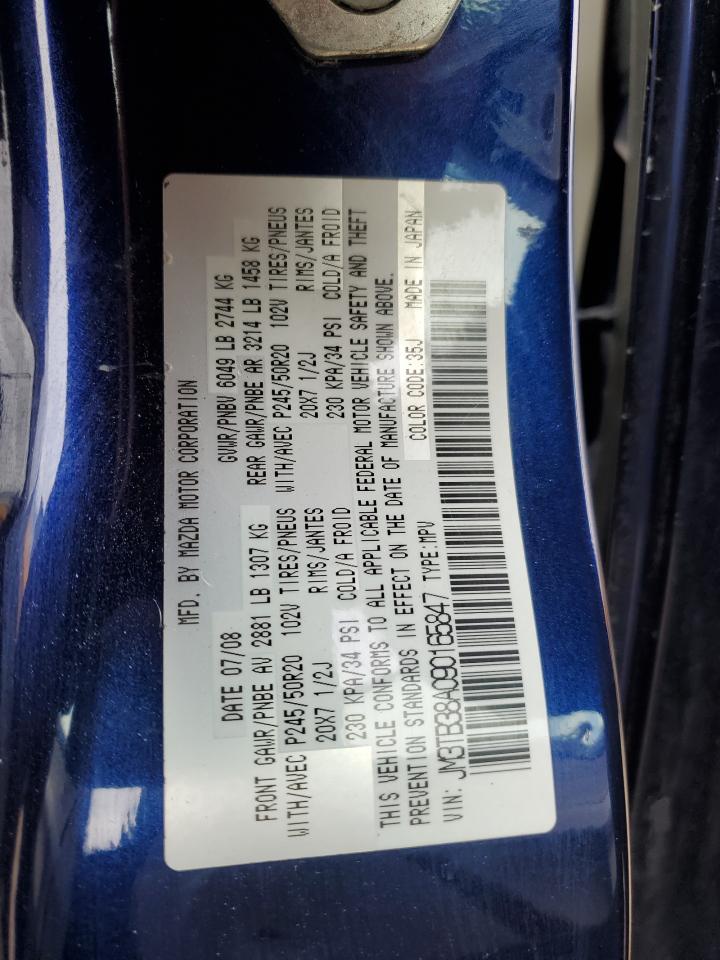 MFD. BY MAZDA MOTOR CORPORATION
DATE 07/08 GVWR/PNBV 6049 LB 2744 KG
FRONT GAWR/PNBE AV 2881 LB 1307 KG REAR GAWR/PNBE AR 3214 LB 1458 KG
WITH/AVEC P245/50R20 102V TIRES/PNEUS WITH/AVEC P245/50R20 102V TIRES/PNEUS
20X7 1/2J RIMS/JANTES 20X7 1/2J RIMS/JANTES
230 KPA/34 PSI COLD/A FROID 230 KPA/34 PSI COLD/A FROID
THIS VEHICLE CONFORMS TO ALL APPLICABLE FEDERAL MOTOR VEHICLE SAFETY AND THEFT
PREVENTION STANDARDS IN EFFECT ON THE DATE OF MANUFACTURE SHOWN ABOVE.
COLOR CODE:35J MADE IN JAPAN
VIN: JM3TB38A090165847 TYPE:MPV